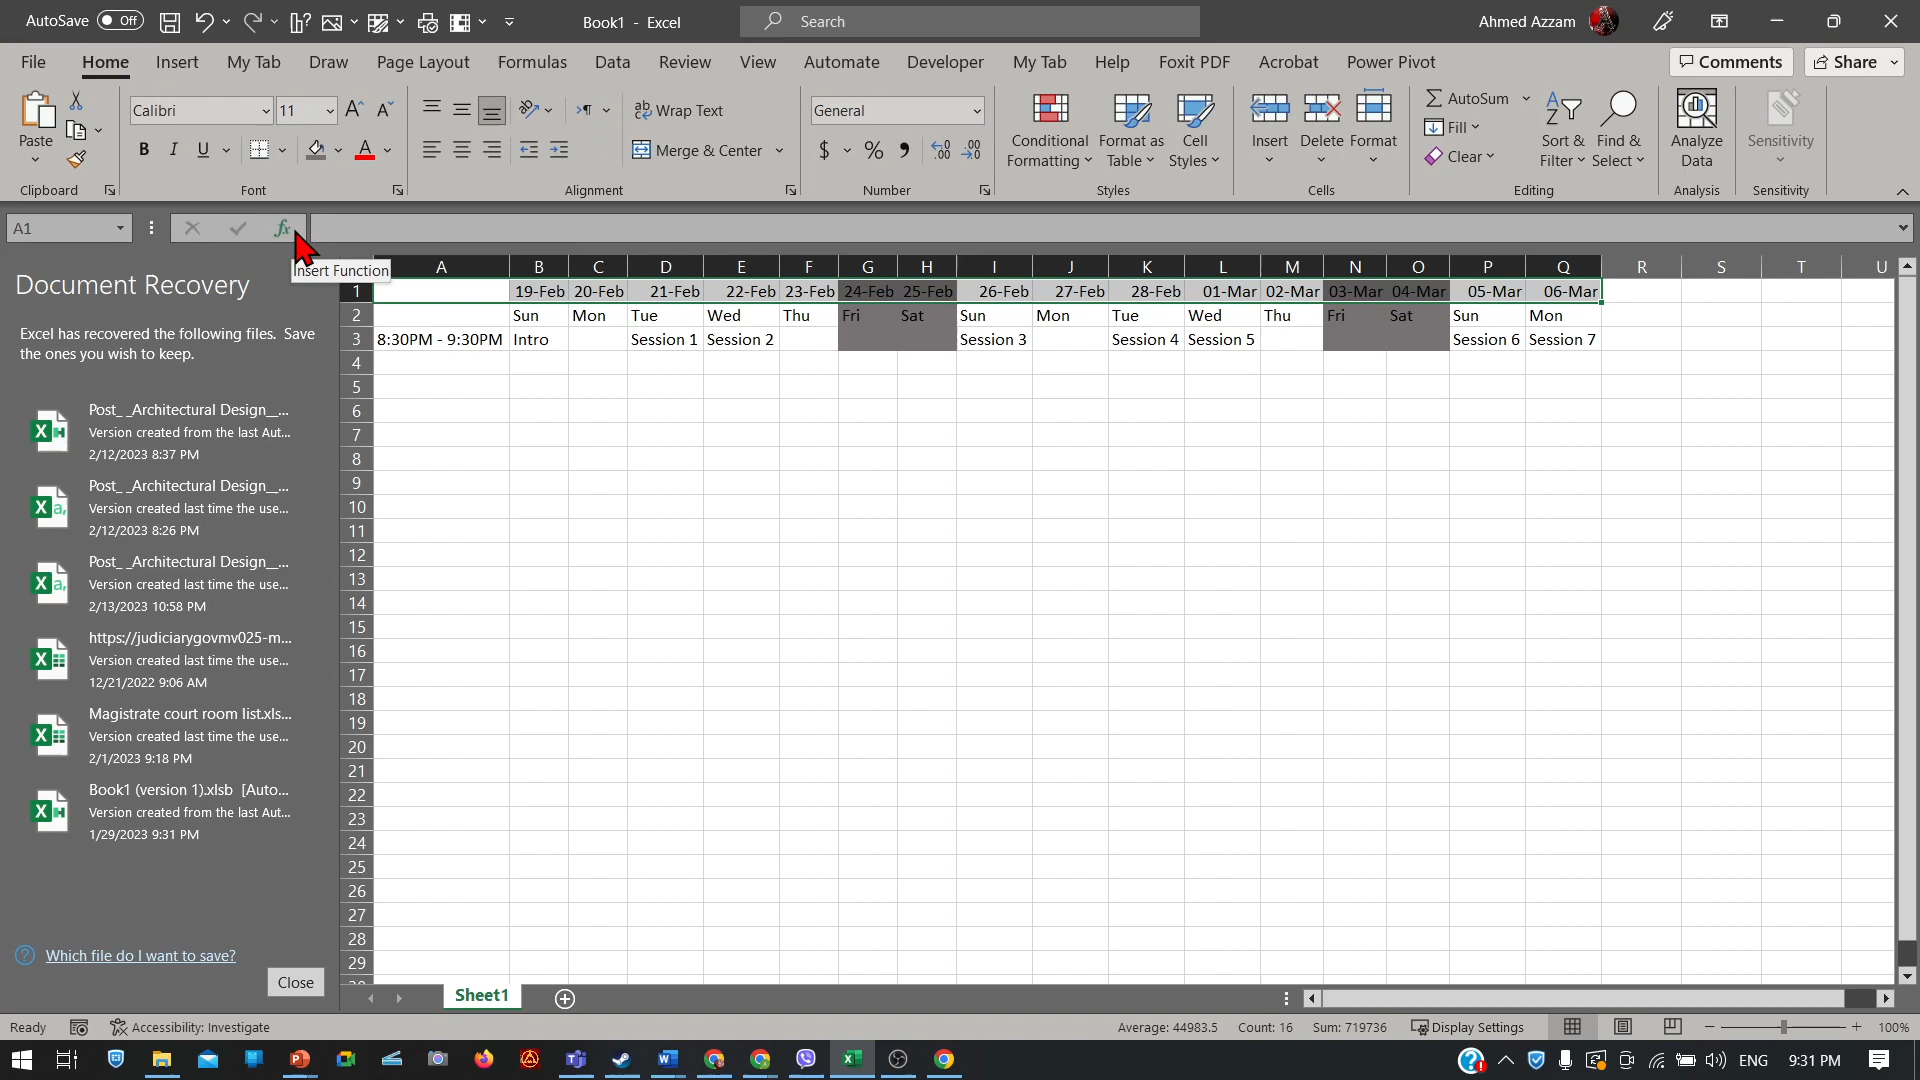 AutoSave Off Book1 - Excel Search Ahmed Azzam
File Home Insert My Tab Draw Page Layout Formulas Data Review View Automate Developer My Tab Help Foxit PDF Acrobat Power Pivot Comments Share
Calibri 11 Wrap Text General AutoSum
Paste Conditional Format as Cell Insert Delete Format Fill Sort & Find & Analyze Sensitivity
B I U Merge & Center $ % Formatting Table Styles Clear Filter Select Data
Clipboard Font Alignment Number Styles Cells Editing Analysis Sensitivity
A1 fx
Insert Function
A B C D E F G H I J K L M N O P Q R S T U
1 19-Feb 20-Feb 21-Feb 22-Feb 23-Feb 24-Feb 25-Feb 26-Feb 27-Feb 28-Feb 01-Mar 02-Mar 03-Mar 04-Mar 05-Mar 06-Mar
2 Sun Mon Tue Wed Thu Fri Sat Sun Mon Tue Wed Thu Fri Sat Sun Mon
3 8:30PM - 9:30PM Intro Session 1 Session 2 Session 3 Session 4 Session 5 Session 6 Session 7
4
5
6
7
8
9
10
11
12
13
14
15
16
17
18
19
20
21
22
23
24
25
26
27
28
29
Document Recovery
Excel has recovered the following files. Save
the ones you wish to keep.
Post_ _Architectural Design__...
Version created from the last Aut...
2/12/2023 8:37 PM
Post_ _Architectural Design__...
Version created last time the use...
2/12/2023 8:26 PM
Post_ _Architectural Design__...
Version created last time the use...
2/13/2023 10:58 PM
https://judiciarygovmv025-m...
Version created last time the use...
12/21/2022 9:06 AM
Magistrate court room list.xls...
Version created last time the use...
2/1/2023 9:18 PM
Book1 (version 1).xlsb [Auto...
Version created from the last Aut...
1/29/2023 9:31 PM
Which file do I want to save?
Close
Sheet1
Ready Accessibility: Investigate Average: 44983.5 Count: 16 Sum: 719736 Display Settings 100%
ENG 9:31 PM